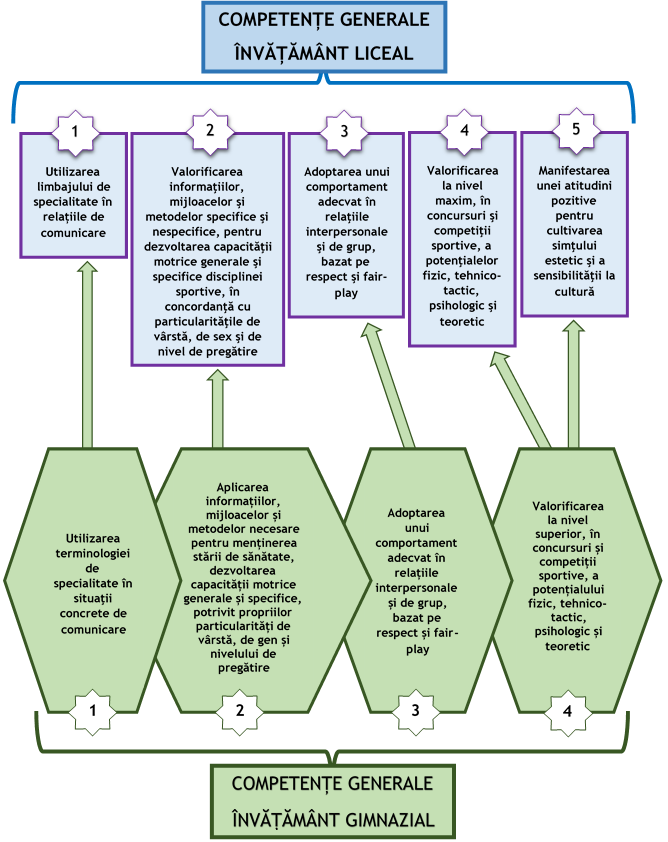 COMPETENȚE GENERALE
ÎNVĂȚĂMÂNT LICEAL
1
Utilizarea
limbajului de
specialitate în
relațiile de
comunicare
2
Valorificarea
informațiilor,
mijloacelor și
metodelor specifice și
nespecifice, pentru
dezvoltarea capacității
motrice generale și
specifice disciplinei
sportive, în
concordanță cu
particularitățile de
vârstă, de sex și de
nivel de pregătire
3
Adoptarea unui
comportament
adecvat în
relațiile
interpersonale
și de grup,
bazat pe
respect și fair-
play
4
Valorificarea
la nivel
maxim, în
concursuri și
competiții
sportive, a
potențialelor
fizic, tehnico-
tactic,
psihologic și
teoretic
5
Manifestarea
unei atitudini
pozitive
pentru
cultivarea
simțului
estetic și a
sensibilității la
cultură
Utilizarea
terminologiei
de
specialitate în
situații
concrete de
comunicare
1
Aplicarea
informațiilor,
mijloacelor și
metodelor necesare
pentru menținerea
stării de sănătate,
dezvoltarea
capacității motrice
generale și specifice,
potrivit propriilor
particularități de
vârstă, de gen și
nivelului de
pregătire
2
Adoptarea
unui
comportament
adecvat în
relațiile
interpersonale
și de grup,
bazat pe
respect și fair-
play
3
Valorificarea
la nivel
superior, în
concursuri și
competiții
sportive, a
potențialului
fizic, tehnico-
tactic,
psihologic și
teoretic
4
COMPETENȚE GENERALE
ÎNVĂȚĂMÂNT GIMNAZIAL